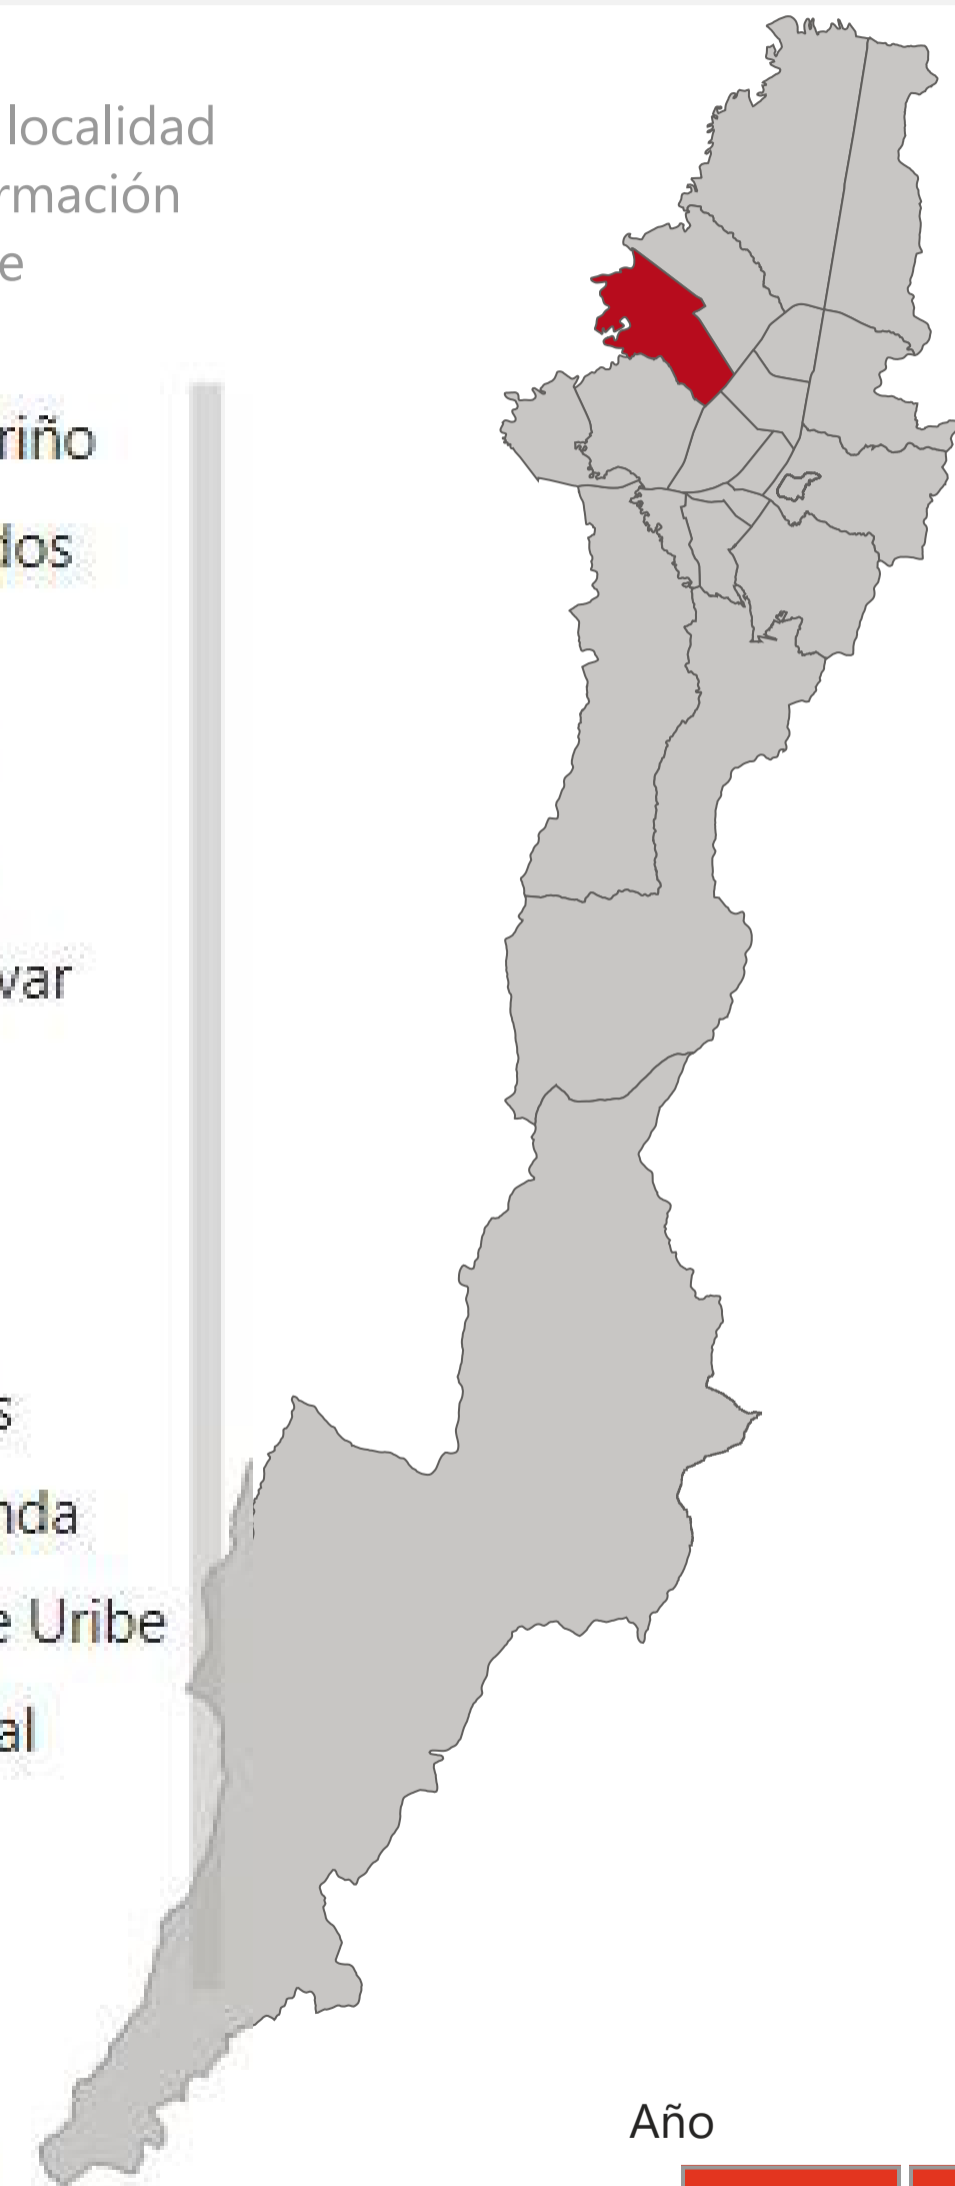 localidad
rmación
e
riño
dos
var
s
nda
e Uribe
al
Año